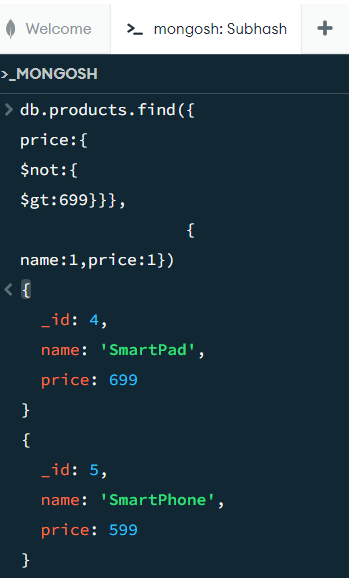 Welcome
>_ mongosh: Subhash +
>_MONGOSH
> db.products.find({
price:{
$not:{
$gt:699}}},
{
name:1,price:1})
< {
_id: 4,
name: 'SmartPad',
price: 699
}
{
_id: 5,
name: 'SmartPhone',
price: 599
}